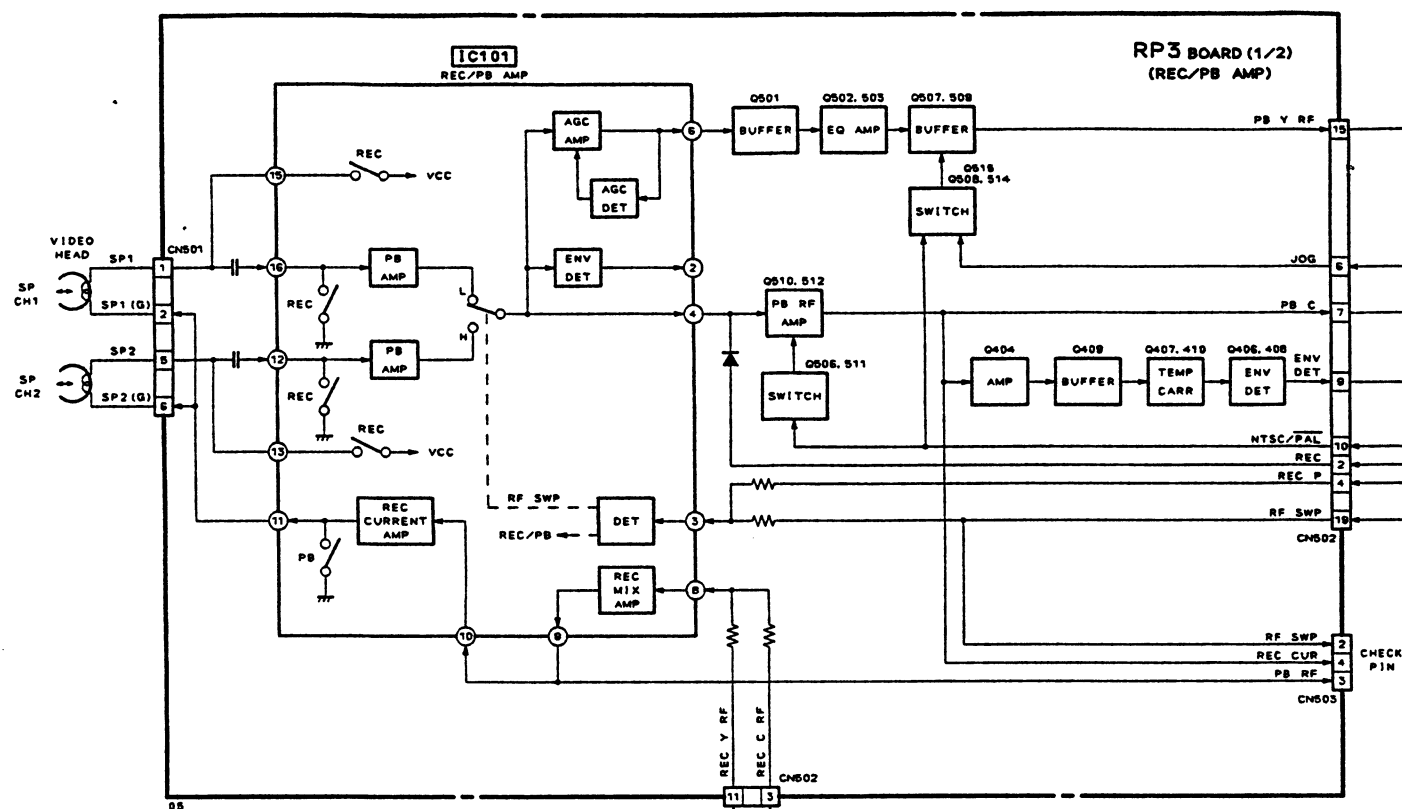 RP3 BOARD (1/2)
(REC/PB AMP)
IC101
REC/PB AMP
VIDEO
HEAD
SP
CH1
SP
CH2
SP1
SP1 (G)
SP2
SP2 (G)
CN501
1
2
5
6
15
16
12
13
11
REC
VCC
REC
REC
REC
VCC
PB
PB
AMP
PB
AMP
REC
CURRENT
AMP
L
H
AGC
AMP
AGC
DET
ENV
DET
RF SWP
REC/PB
DET
REC
MIX
AMP
6
2
4
3
8
10
9
Q501
BUFFER
Q502. 503
EQ AMP
Q507. 509
BUFFER
Q515
Q508. 514
SWITCH
Q510. 512
PB RF
AMP
Q506. 511
SWITCH
Q404
AMP
Q409
BUFFER
Q407. 410
TEMP
CARR
Q406. 408
ENV
DET
PB Y RF
15
JOG
6
PB C
7
ENV
DET
9
NTSC/PAL
10
REC
2
REC P
4
RF SWP
19
CN502
RF SWP
2
REC CUR
4
PB RF
3
CHECK
PIN
CN503
REC Y RF
REC C RF
CN502
11
3
05